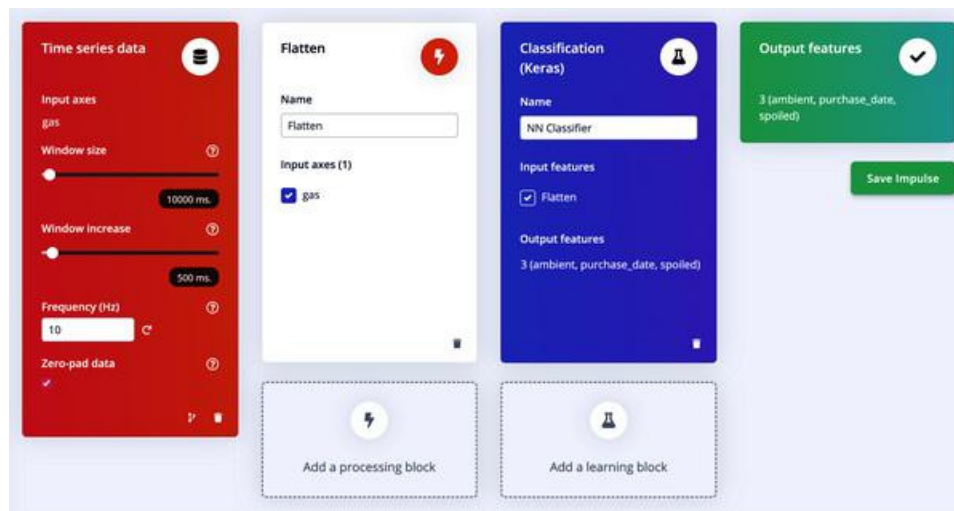 Time series data
Input axes
gas
Window size
10000 ms.
Window increase
500 ms.
Frequency (Hz)
10
Zero-pad data
Flatten
Name
Flatten
Input axes (1)
gas
Add a processing block
Classification
(Keras)
Name
NN Classifier
Input features
Flatten
Output features
3 (ambient, purchase_date, spoiled)
Add a learning block
Output features
3 (ambient, purchase_date,
spoiled)
Save Impulse